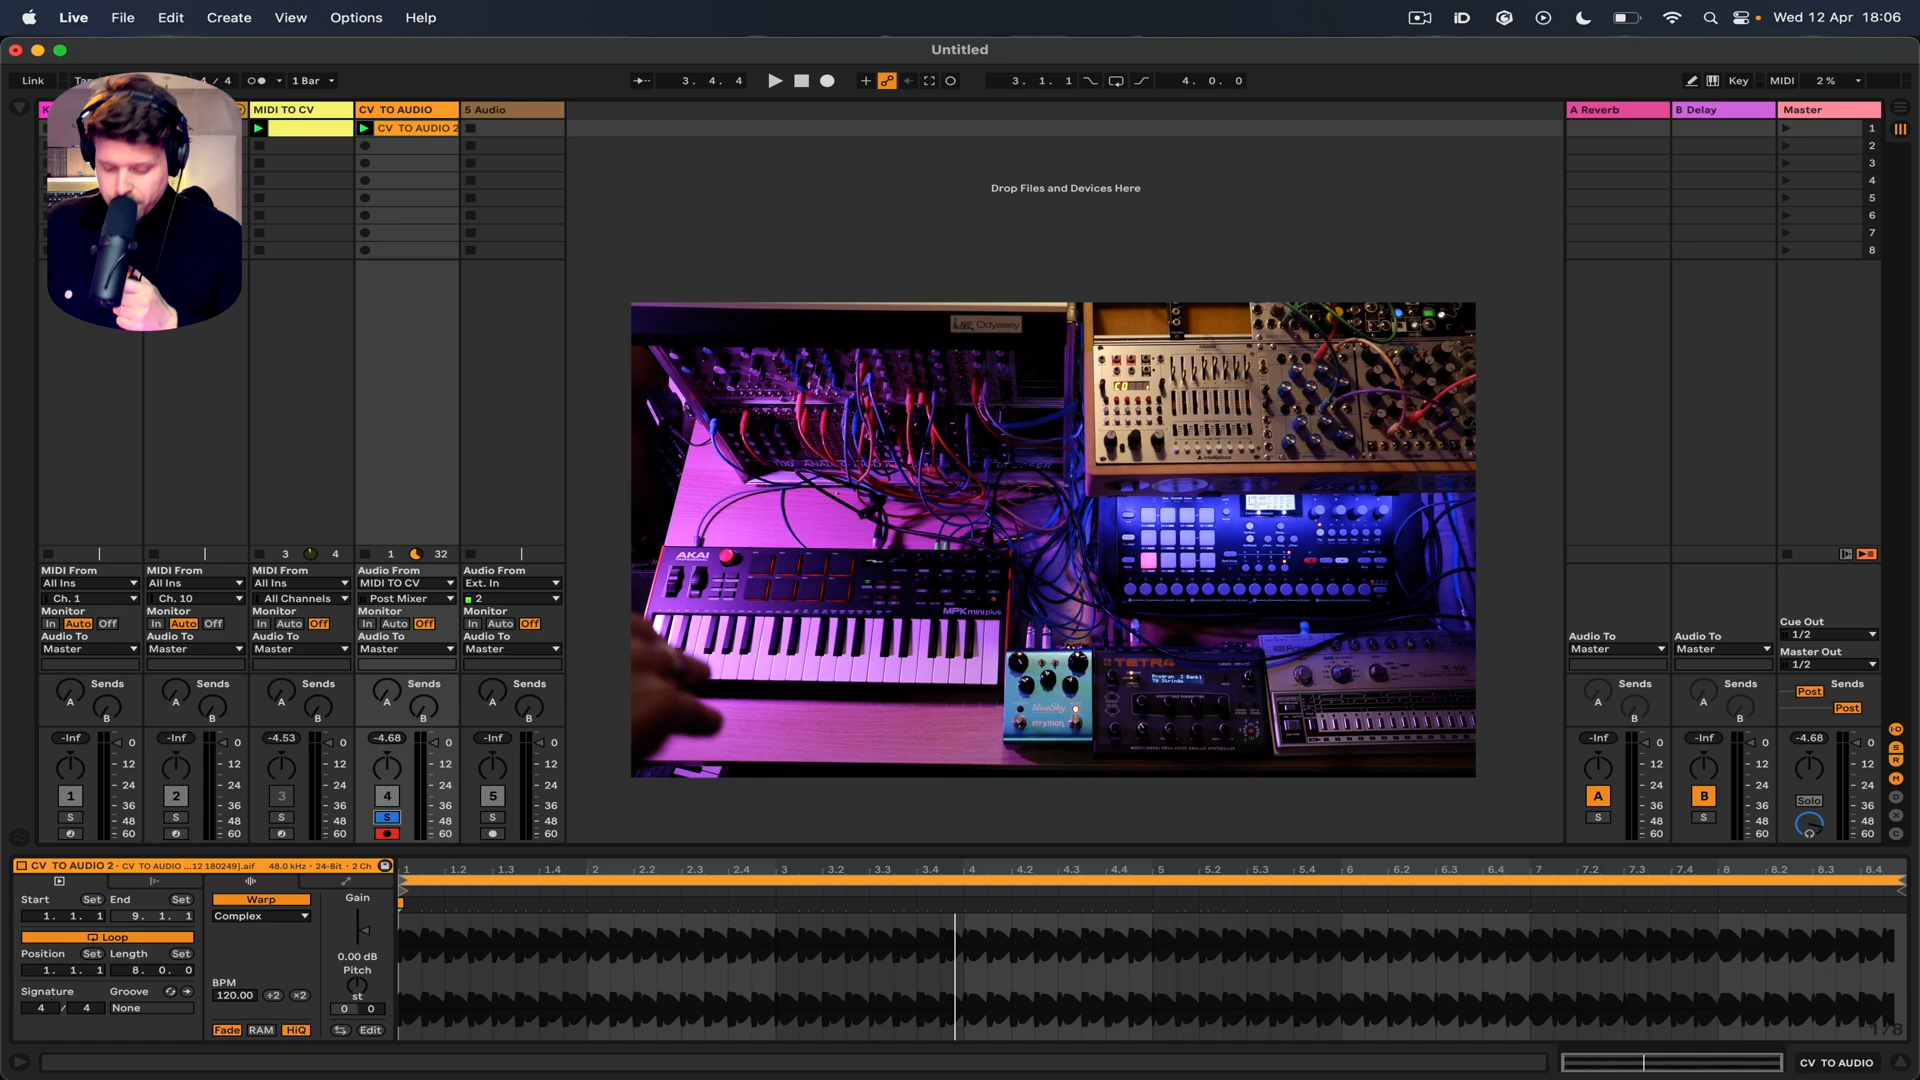 Live File Edit Create View Options Help
Wed 12 Apr 18:06
Untitled
Link 4 / 4 1 Bar
3. 4. 4
3. 1. 1
4. 0. 0
Key MIDI 2 %
MIDI TO CV
CV TO AUDIO
5 Audio
A Reverb
B Delay
Master
CV TO AUDIO 2
1
2
3
4
5
6
7
8
Drop Files and Devices Here
ARP Odyssey
AKAI
MPK mini plus
TETR4
blueSky
strymon
3 4
1 32
MIDI From MIDI From MIDI From Audio From Audio From
All Ins All Ins All Ins MIDI TO CV Ext. In
Ch. 1 Ch. 10 All Channels Post Mixer 2
Monitor Monitor Monitor Monitor Monitor
In Auto Off In Auto Off In Auto Off In Auto Off In Auto Off
Audio To Audio To Audio To Audio To Audio To
Master Master Master Master Master
Audio To Audio To
Master Master
Cue Out
1/2
Master Out
1/2
Sends Sends Sends Sends Sends Sends Sends Sends
A A A A A A A Post
B B B B B B B Post
-Inf 0 -Inf 0 -4.53 0 -4.68 0 -Inf 0 -Inf 0 -Inf 0 -4.68 0
12 12 12 12 12 12 12 12
24 24 24 24 24 24 24 24
1 2 3 4 5 A B Solo
36 36 36 36 36 36 36 36
S S S S S S S
48 48 48 48 48 48 48 48
60 60 60 60 60 60 60 60
CV TO AUDIO 2 - CV TO AUDIO ...12 180249].aif 48.0 kHz - 24-Bit - 2 Ch
1 1.2 1.3 1.4 2 2.2 2.3 2.4 3 3.2 3.3 3.4 4 4.2 4.3 4.4 5 5.2 5.3 5.4 6 6.2 6.3 6.4 7 7.2 7.3 7.4 8 8.2 8.3 8.4
Start Set End Set
1. 1. 1 9. 1. 1
Loop
Position Set Length Set
1. 1. 1 8. 0. 0
Signature Groove
4 / 4 None
Warp
Complex
BPM
120.00 ÷2 ×2
Fade RAM HiQ
Gain
0.00 dB
Pitch
st
0 0
Edit
1/8
CV TO AUDIO